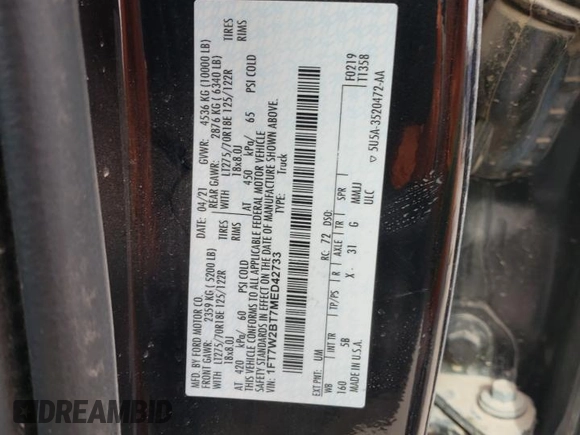 MFD. BY FORD MOTOR CO.
DATE: 04/21 GVWR: 4536 KG (10000 LB)
FRONT GAWR: 2359 KG (5200 LB) REAR GAWR: 2876 KG (6340 LB)
WITH LT275/70R18E 125/122R TIRES WITH LT275/70R18E 125/122R TIRES
18x8.0J RIMS 18x8.0J RIMS
AT 420 kPa/ 60 PSI COLD AT 450 kPa/ 65 PSI COLD
THIS VEHICLE CONFORMS TO ALL APPLICABLE FEDERAL MOTOR VEHICLE
SAFETY STANDARDS IN EFFECT ON THE DATE OF MANUFACTURE SHOWN ABOVE.
VIN: 1FT7W2BT7MED42733 TYPE: Truck
F0219
T1358
EXT PNT: UM RC: 72 DSO:
WB INT TR TP/PS R AXLE TR SPR
160 5B X- 31 G MMJJ
MADE IN U.S.A. ULC
5U5A-3520472-AA
DREAMBID